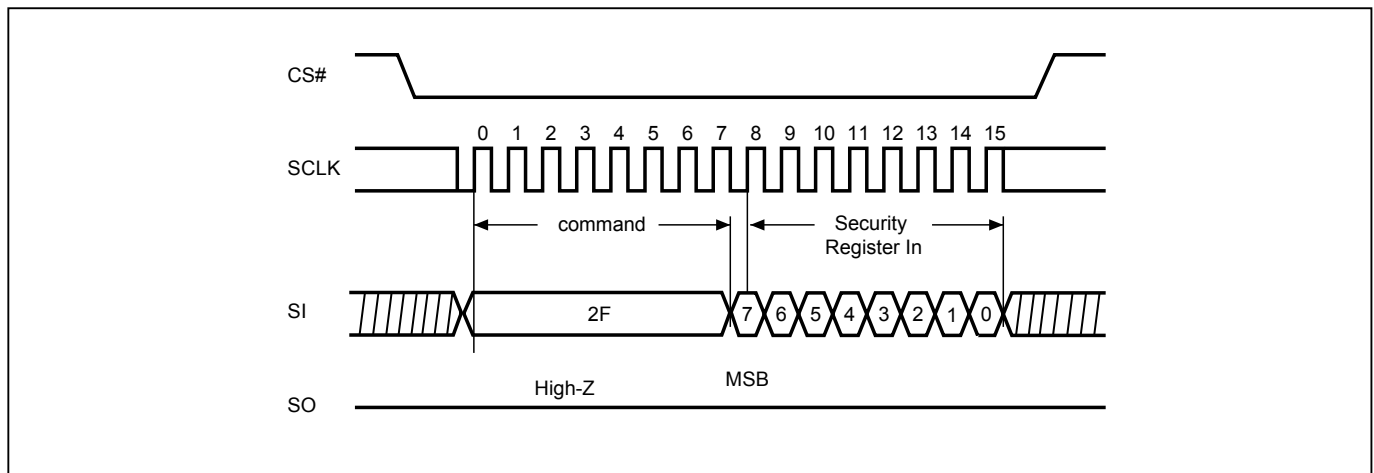 CS#
0 1 2 3 4 5 6 7 8 9 10 11 12 13 14 15
SCLK
command
Security
Register In
SI
2F
7 6 5 4 3 2 1 0
High-Z
MSB
SO